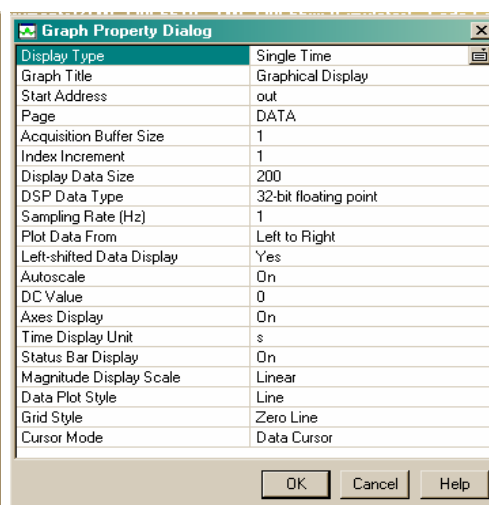 Graph Property Dialog
Display Type Single Time
Graph Title Graphical Display
Start Address out
Page DATA
Acquisition Buffer Size 1
Index Increment 1
Display Data Size 200
DSP Data Type 32-bit floating point
Sampling Rate (Hz) 1
Plot Data From Left to Right
Left-shifted Data Display Yes
Autoscale On
DC Value 0
Axes Display On
Time Display Unit s
Status Bar Display On
Magnitude Display Scale Linear
Data Plot Style Line
Grid Style Zero Line
Cursor Mode Data Cursor
OK Cancel Help